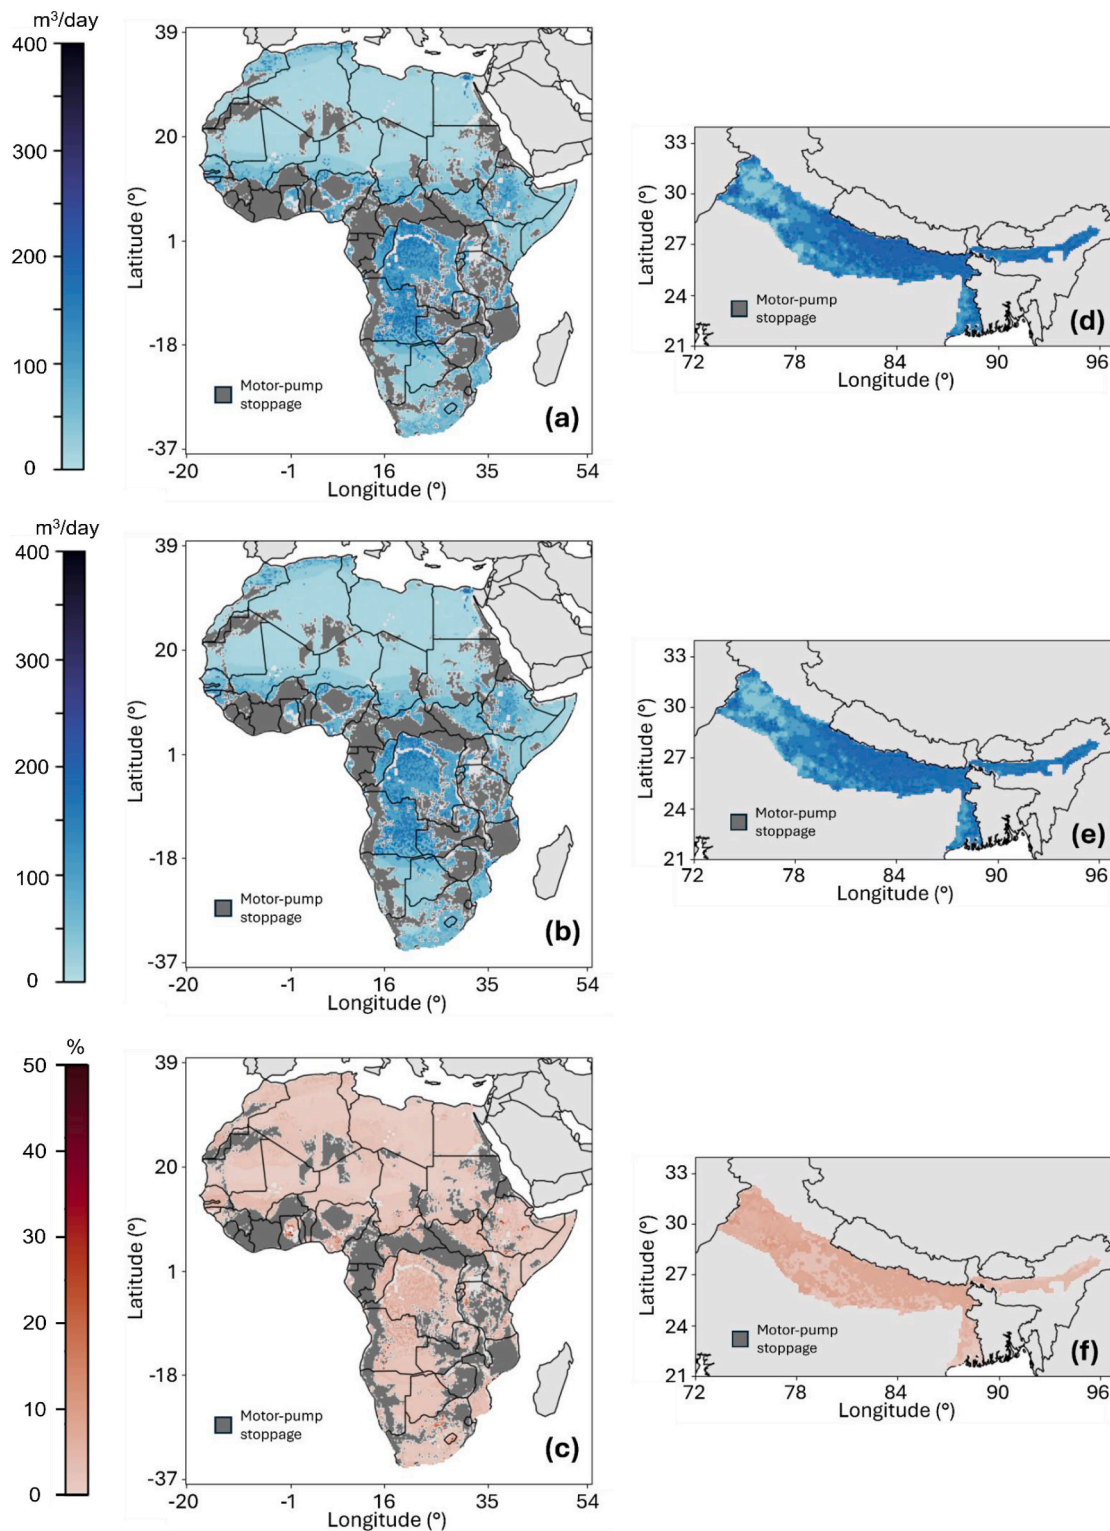 m³/day
400
300
200
100
0
39
20
1
-18
-37
Latitude (°)
Motor-pump
stoppage
(a)
-20 -1 16 35 54
Longitude (°)
33
30
27
24
21
Latitude (°)
Motor-pump
stoppage
(d)
72 78 84 90 96
Longitude (°)
m³/day
400
300
200
100
0
39
20
1
-18
-37
Latitude (°)
Motor-pump
stoppage
(b)
-20 -1 16 35 54
Longitude (°)
33
30
27
24
21
Latitude (°)
Motor-pump
stoppage
(e)
72 78 84 90 96
Longitude (°)
%
50
40
30
20
10
0
39
20
1
-18
-37
Latitude (°)
Motor-pump
stoppage
(c)
-20 -1 16 35 54
Longitude (°)
33
30
27
24
21
Latitude (°)
Motor-pump
stoppage
(f)
72 78 84 90 96
Longitude (°)